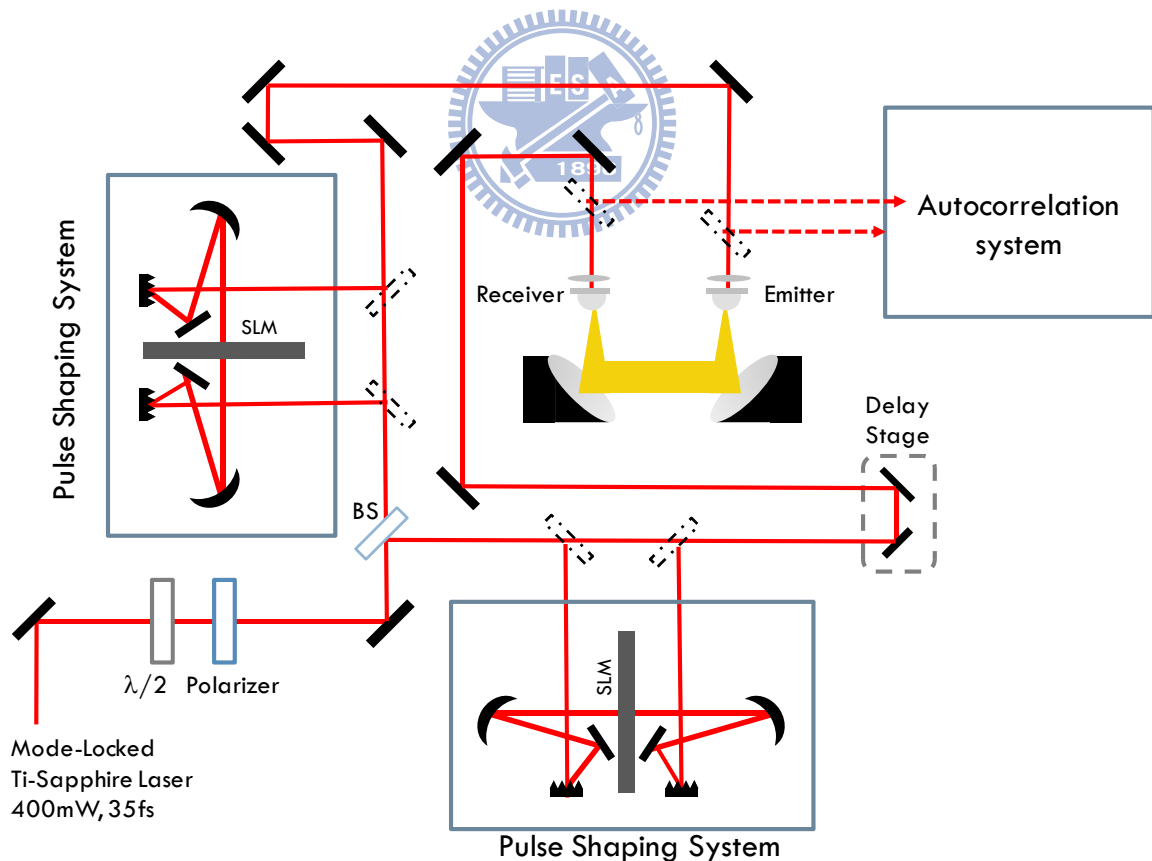 E S
1896
Autocorrelation
system
Receiver
Emitter
Pulse Shaping System
SLM
Delay
Stage
BS
λ/2
Polarizer
SLM
Mode-Locked
Ti-Sapphire Laser
400mW, 35fs
Pulse Shaping System